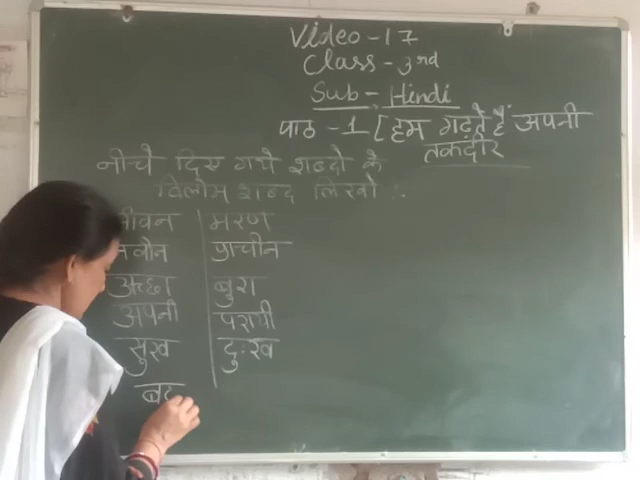 Video-17
Class-3rd
Sub-Hindi
पाठ -1 [हम गढ़ते हैं अपनी
तकदीर
नीचे दिए गये शब्दो के
विलोम शब्द लिखो :-
जीवन मरण
नवीन प्राचीन
अच्छा बुरा
अपनी परायी
सुख दुःख